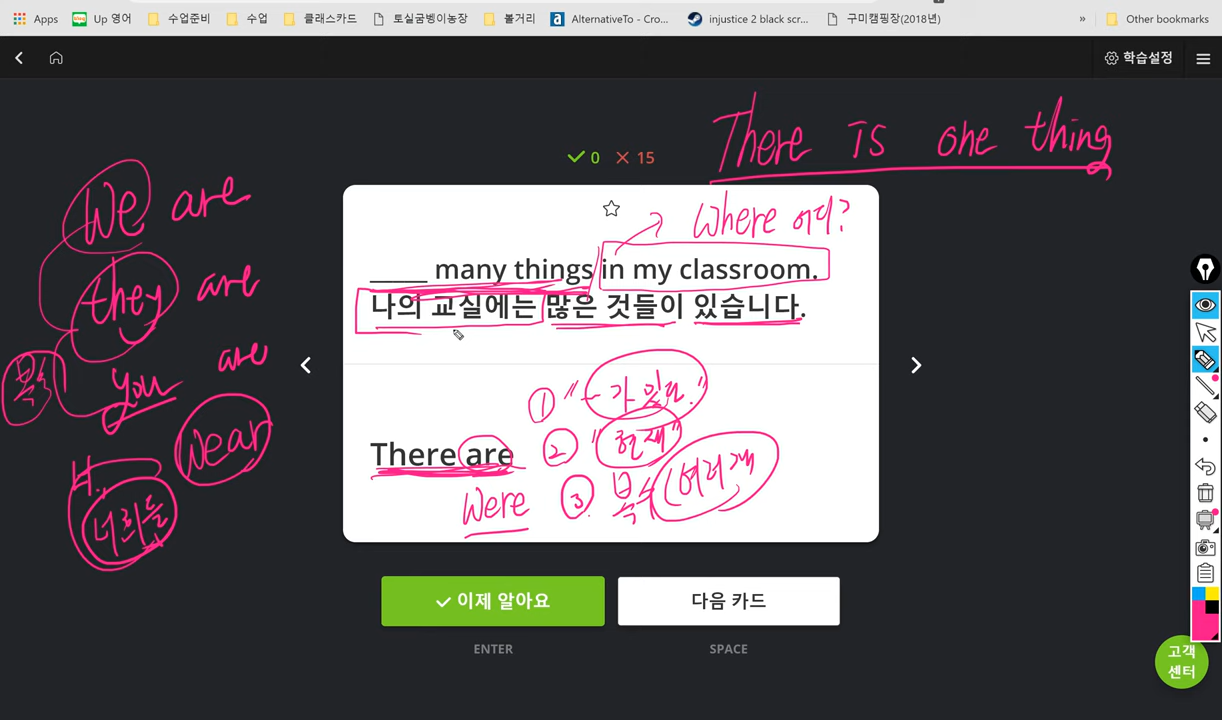 Apps Up 영어 수업준비 수업 클래스카드 토실굼벵이농장 볼거리 AlternativeTo - Cro... injustice 2 black scr... 구미캠핑장(2018년) » Other bookmarks
학습설정
There is one thing
0 15
We are
Where 어디?
____ many things in my classroom.
they are
나의 교실에는 많은 것들이 있습니다.
you are
복수
① "~가 있다."
wear
There are
② "현재"
were
③ 복수(여러개
너
너희들
이제 알아요
다음 카드
ENTER
SPACE
고객
센터